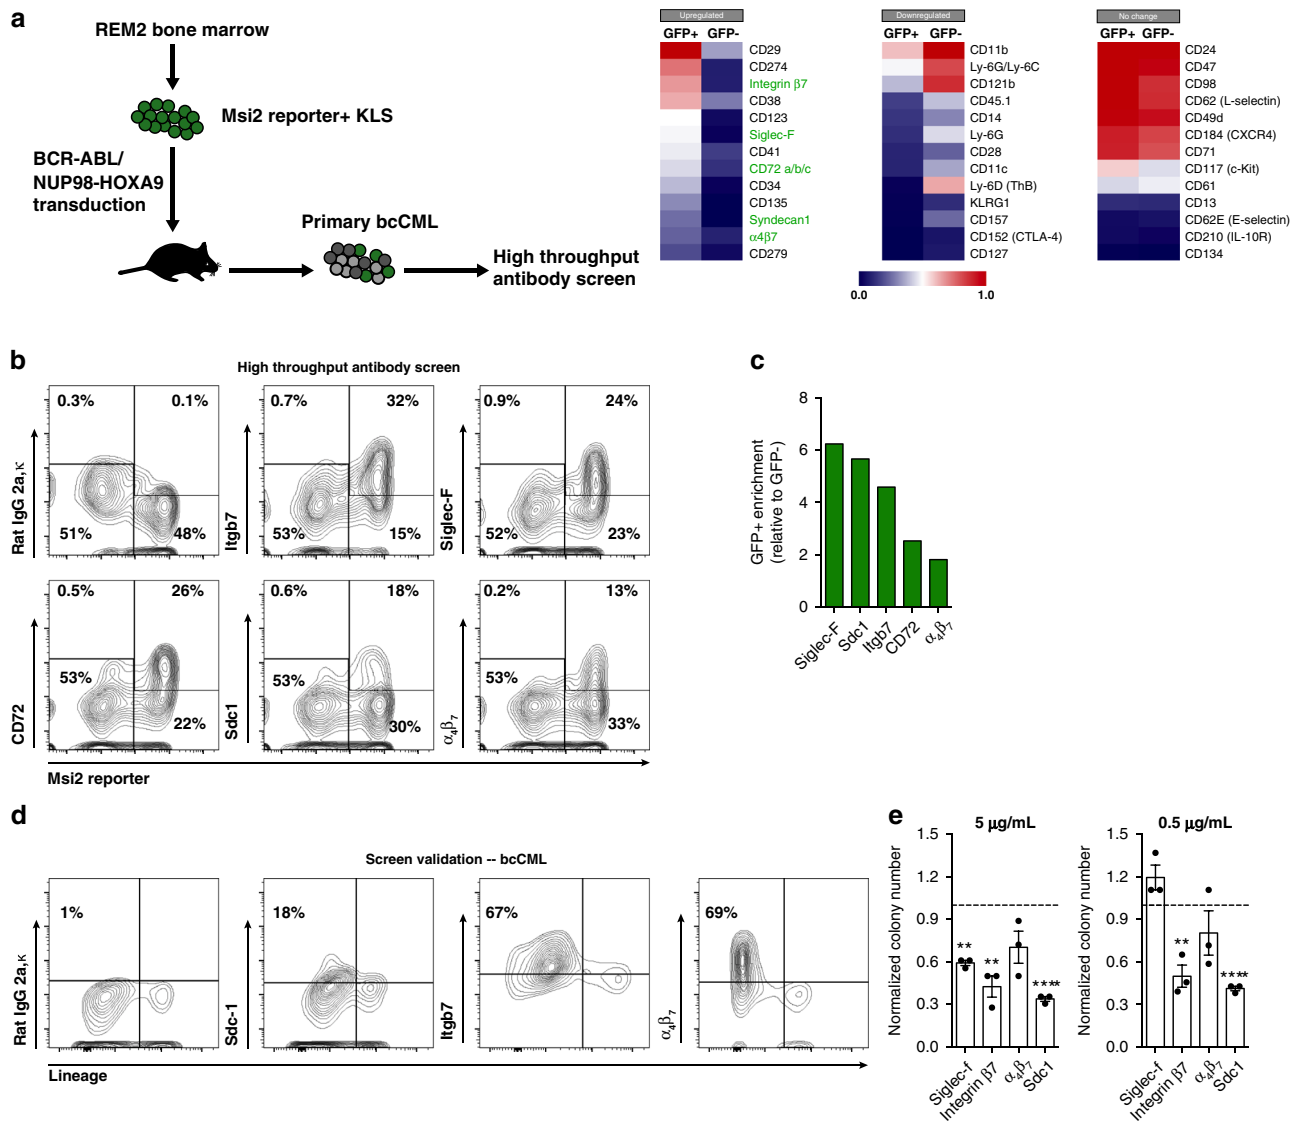 a
REM2 bone marrow
Msi2 reporter+ KLS
BCR-ABL/
NUP98-HOXA9
transduction
Primary bcCML
High throughput
antibody screen
Upregulated
GFP+ GFP-
CD29
CD274
Integrin β7
CD38
CD123
Siglec-F
CD41
CD72 a/b/c
CD34
CD135
Syndecan1
α4β7
CD279
Downregulated
GFP+ GFP-
CD11b
Ly-6G/Ly-6C
CD121b
CD45.1
CD14
Ly-6G
CD28
CD11c
Ly-6D (ThB)
KLRG1
CD157
CD152 (CTLA-4)
CD127
No change
GFP+ GFP-
CD24
CD47
CD98
CD62 (L-selectin)
CD49d
CD184 (CXCR4)
CD71
CD117 (c-Kit)
CD61
CD13
CD62E (E-selectin)
CD210 (IL-10R)
CD134
0.0 1.0
b
High throughput antibody screen
0.3% 0.1%
51% 48%
Rat IgG 2a,κ
0.7% 32%
53% 15%
Itgb7
0.9% 24%
52% 23%
Siglec-F
0.5% 26%
53%
22%
CD72
0.6% 18%
53%
30%
Sdc1
0.2% 13%
53%
33%
α4β7
Msi2 reporter
c
GFP+ enrichment
(relative to GFP-)
8
6
4
2
0
Siglec-F
Sdc1
Itgb7
CD72
α4β7
d
Screen validation -- bcCML
1%
Rat IgG 2a,κ
18%
Sdc-1
67%
Itgb7
69%
α4β7
Lineage
e
5 µg/mL
Normalized colony number
1.5
1.2
0.9
0.6
0.3
0.0
**
**
****
Siglec-f
Integrin β7
α4β7
Sdc1
0.5 µg/mL
Normalized colony number
1.5
1.2
0.9
0.6
0.3
0.0
**
****
Siglec-f
Integrin β7
α4β7
Sdc1